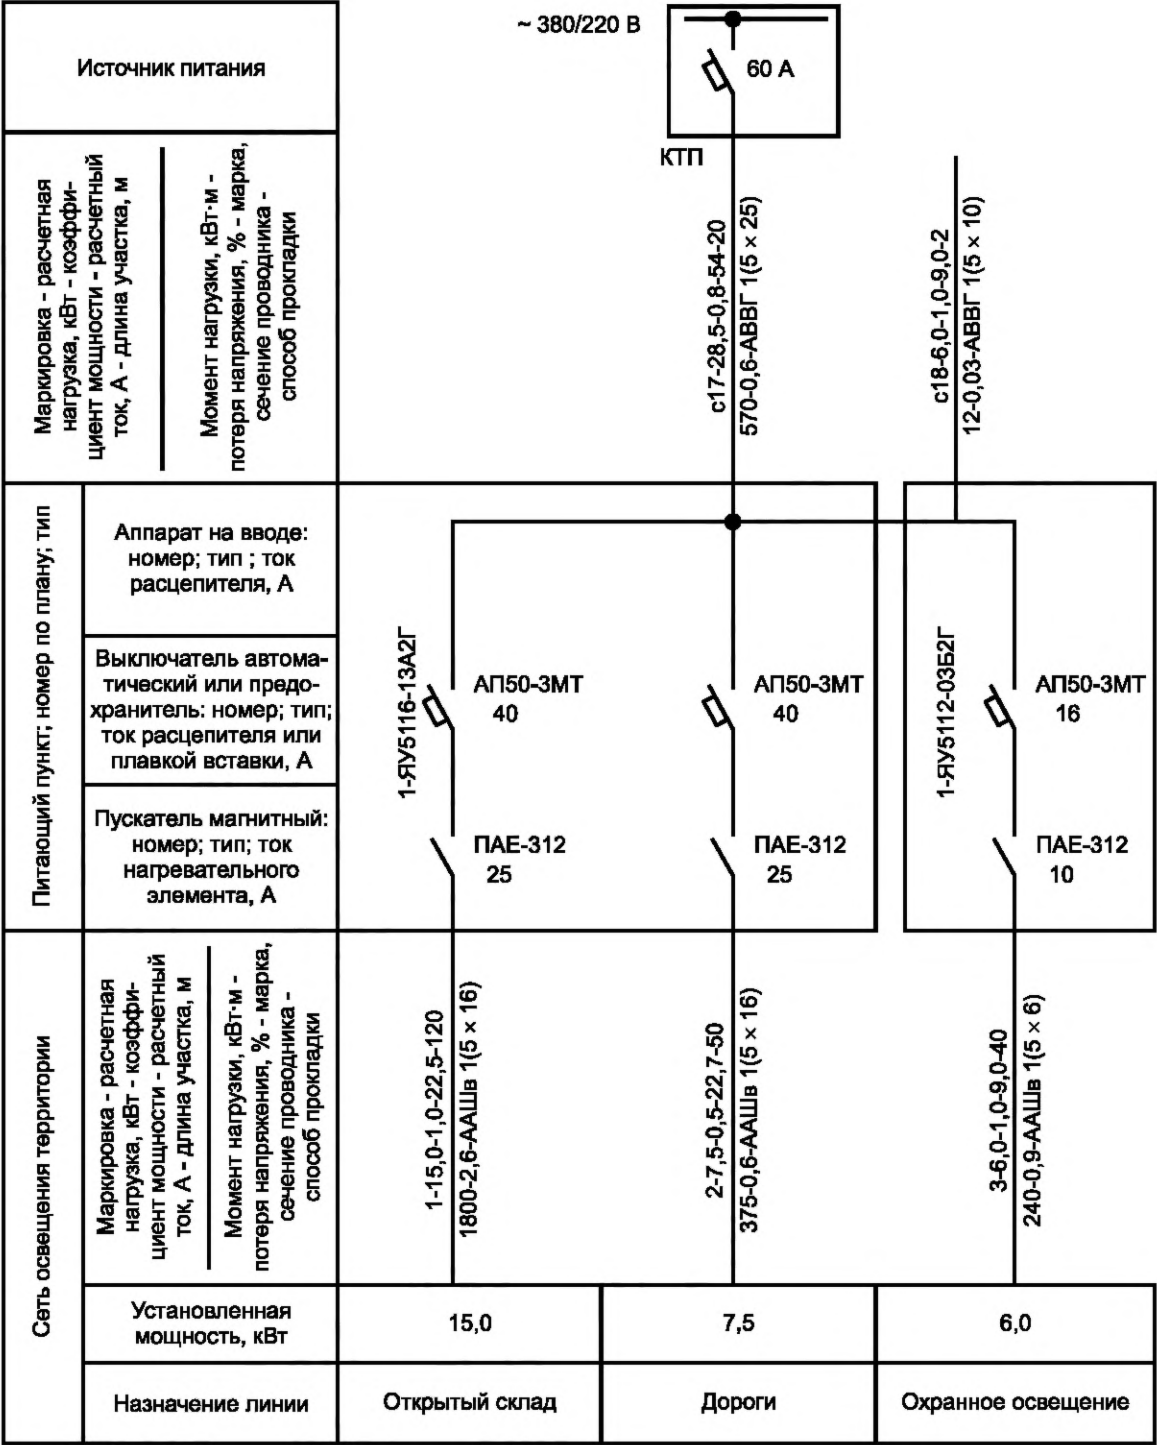 Источник питания
~ 380/220 В
60 А
КТП
Маркировка - расчетная
нагрузка, кВт - коэффи-
циент мощности - расчетный
ток, А - длина участка, м
Момент нагрузки, кВт·м -
потеря напряжения, % - марка,
сечение проводника -
способ прокладки
с17-28,5-0,8-54-20
570-0,6-АВВГ 1(5 × 25)
с18-6,0-1,0-9,0-2
12-0,03-АВВГ 1(5 × 10)
Питающий пункт; номер по плану; тип
Аппарат на вводе:
номер; тип ; ток
расцепителя, А
Выключатель автома-
тический или предо-
хранитель: номер; тип;
ток расцепителя или
плавкой вставки, А
Пускатель магнитный:
номер; тип; ток
нагревательного
элемента, А
1-ЯУ5116-13А2Г
АП50-3МТ
40
АП50-3МТ
40
1-ЯУ5112-03Б2Г
АП50-3МТ
16
ПАЕ-312
25
ПАЕ-312
25
ПАЕ-312
10
Сеть освещения территории
Маркировка - расчетная
нагрузка, кВт - коэффи-
циент мощности - расчетный
ток, А - длина участка, м
Момент нагрузки, кВт·м -
потеря напряжения, % - марка,
сечение проводника -
способ прокладки
1-15,0-1,0-22,5-120
1800-2,6-ААШв 1(5 × 16)
2-7,5-0,5-22,7-50
375-0,6-ААШв 1(5 × 16)
3-6,0-1,0-9,0-40
240-0,9-ААШв 1(5 × 6)
Установленная
мощность, кВт
15,0
7,5
6,0
Назначение линии
Открытый склад
Дороги
Охранное освещение